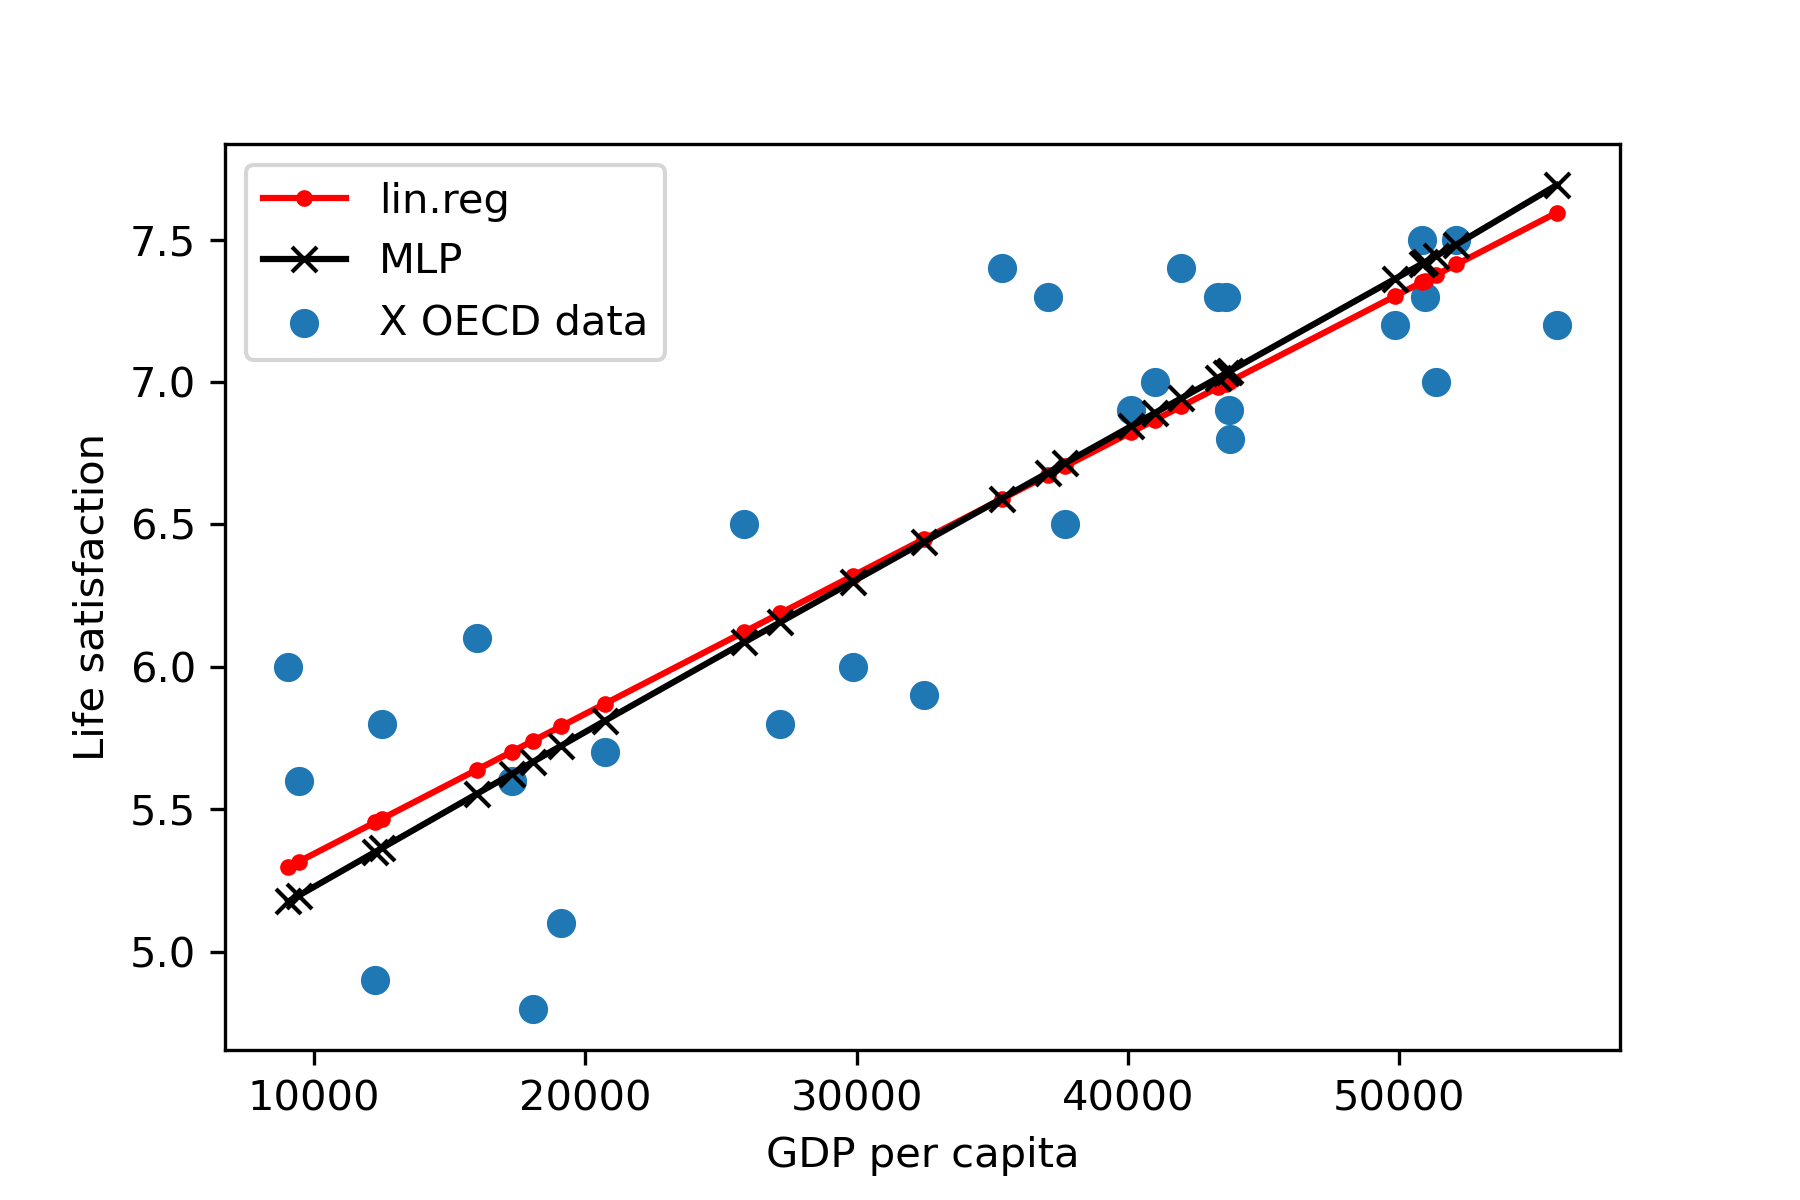 lin.reg
MLP
X OECD data
7.5
7.0
6.5
6.0
5.5
5.0
Life satisfaction
10000 20000 30000 40000 50000
GDP per capita